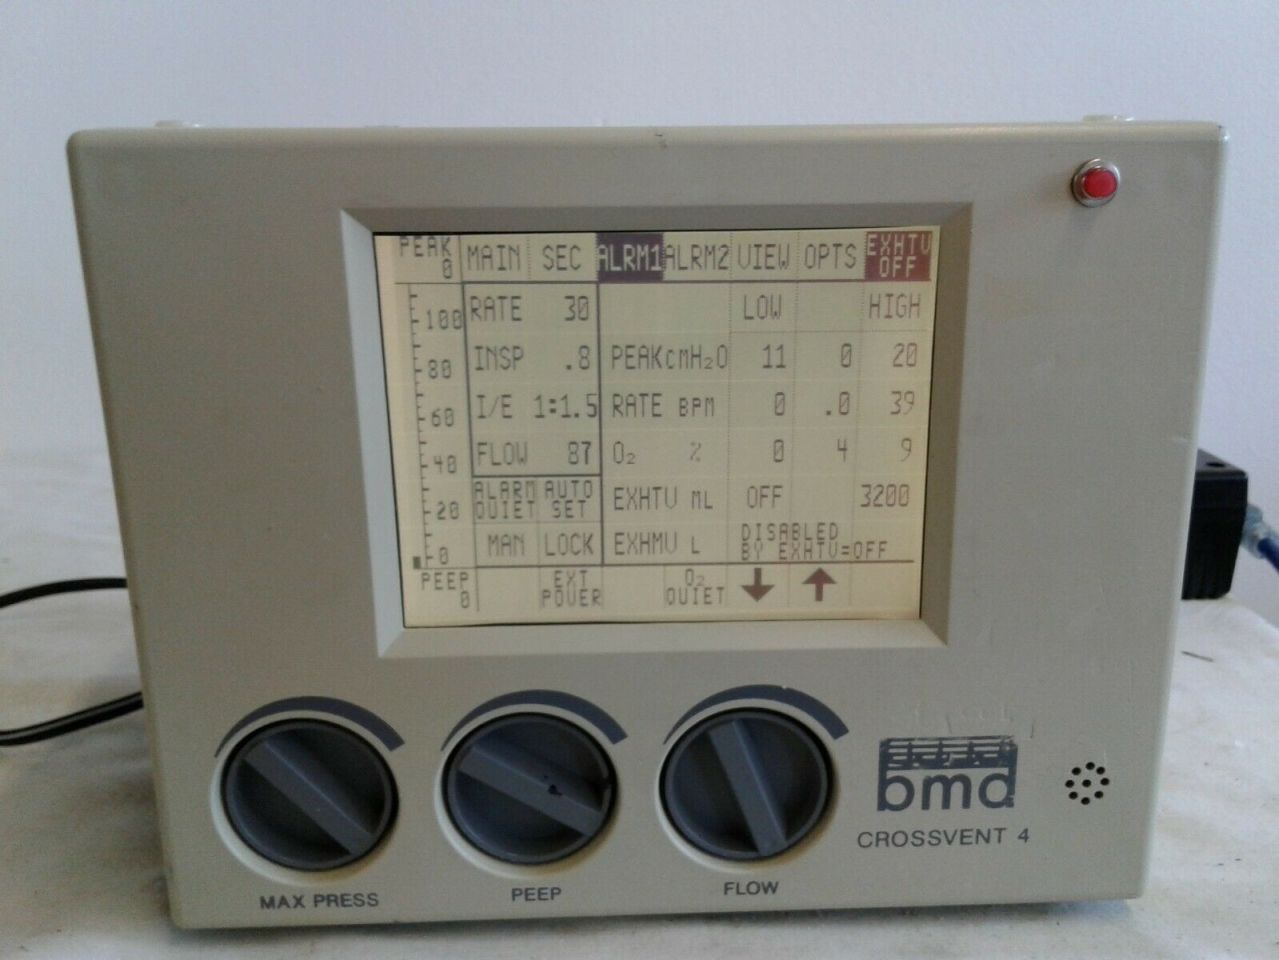 PEAK MAIN SEC ALRM1 ALRM2 VIEW OPTS EXHTV
0 OFF
100 RATE 30 LOW HIGH
80 INSP .8 PEAK cmH₂O 11 0 20
60 I/E 1:1.5 RATE BPM 0 .0 39
40 FLOW 87 O₂ % 0 4 9
20 ALARM QUIET AUTO SET EXHTV mL OFF 3200
0 MAN LOCK EXHMV L DISABLED BY EXHTV=OFF
PEEP EXT O₂
0 POWER QUIET ↓ ↑
bmd
CROSSVENT 4
MAX PRESS PEEP FLOW